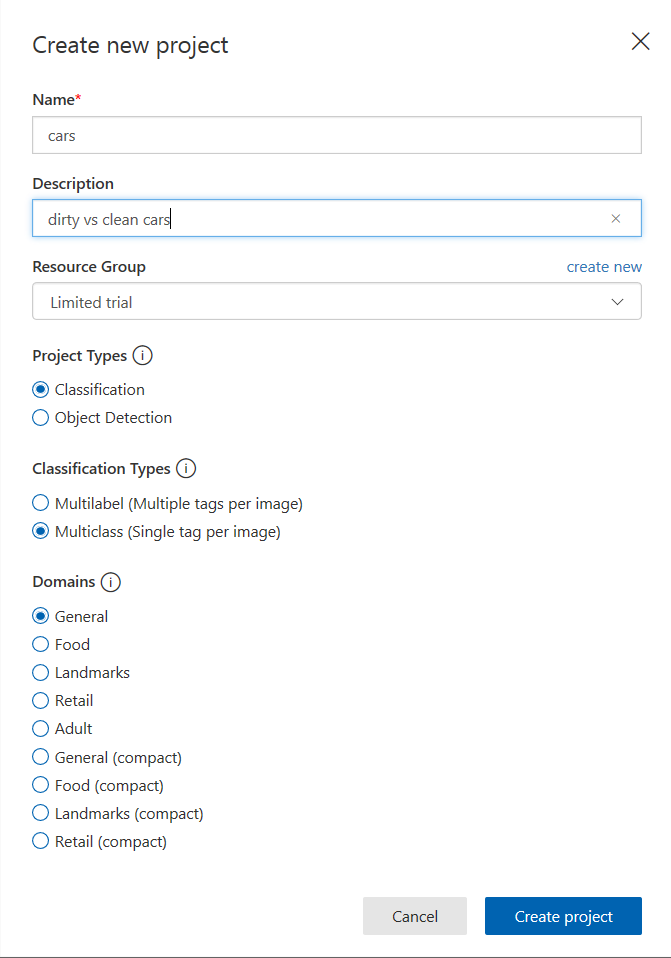 Create new project
Name*
cars
Description
dirty vs clean cars
Resource Group create new
Limited trial
Project Types
Classification
Object Detection
Classification Types
Multilabel (Multiple tags per image)
Multiclass (Single tag per image)
Domains
General
Food
Landmarks
Retail
Adult
General (compact)
Food (compact)
Landmarks (compact)
Retail (compact)
Cancel Create project